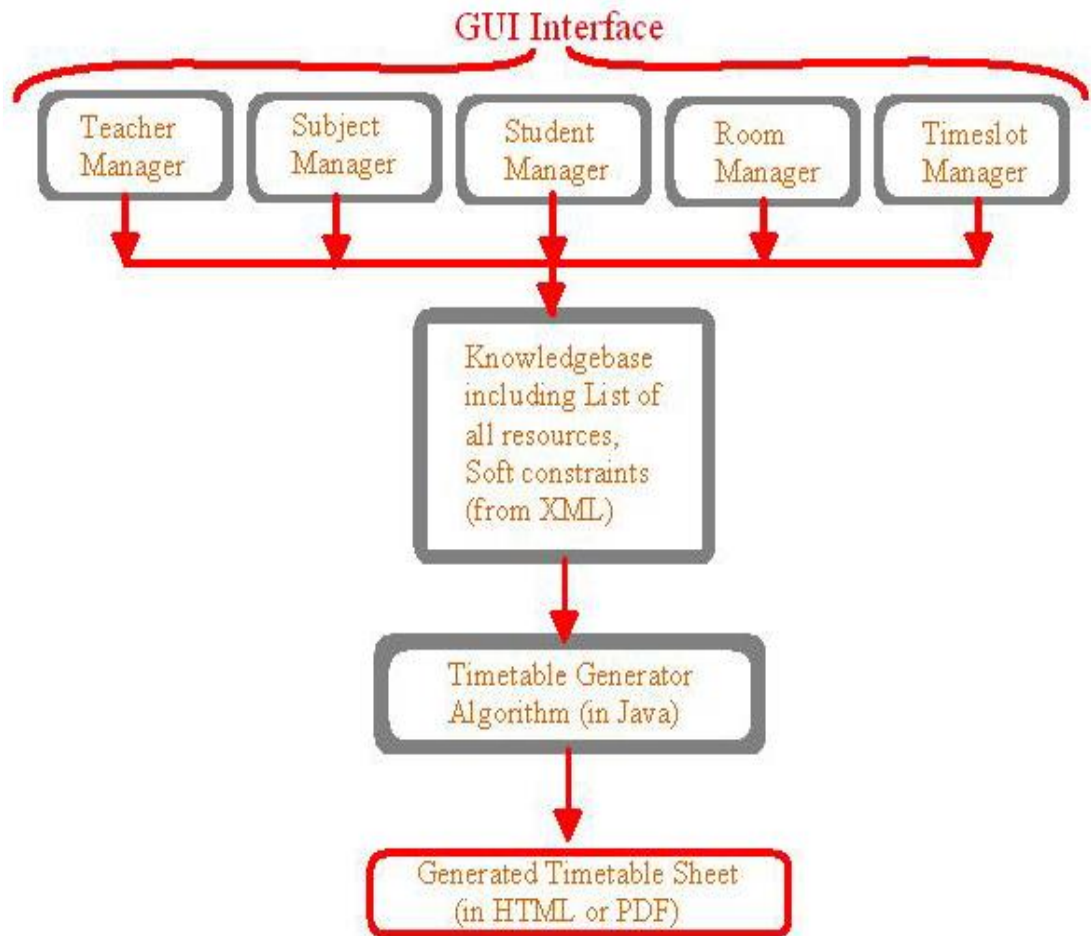 GUI Interface
Teacher
Manager
Subject
Manager
Student
Manager
Room
Manager
Timeslot
Manager
Knowledgebase
including List of
all resources,
Soft constraints
(from XML)
Timetable Generator
Algorithm (in Java)
Generated Timetable Sheet
(in HTML or PDF)